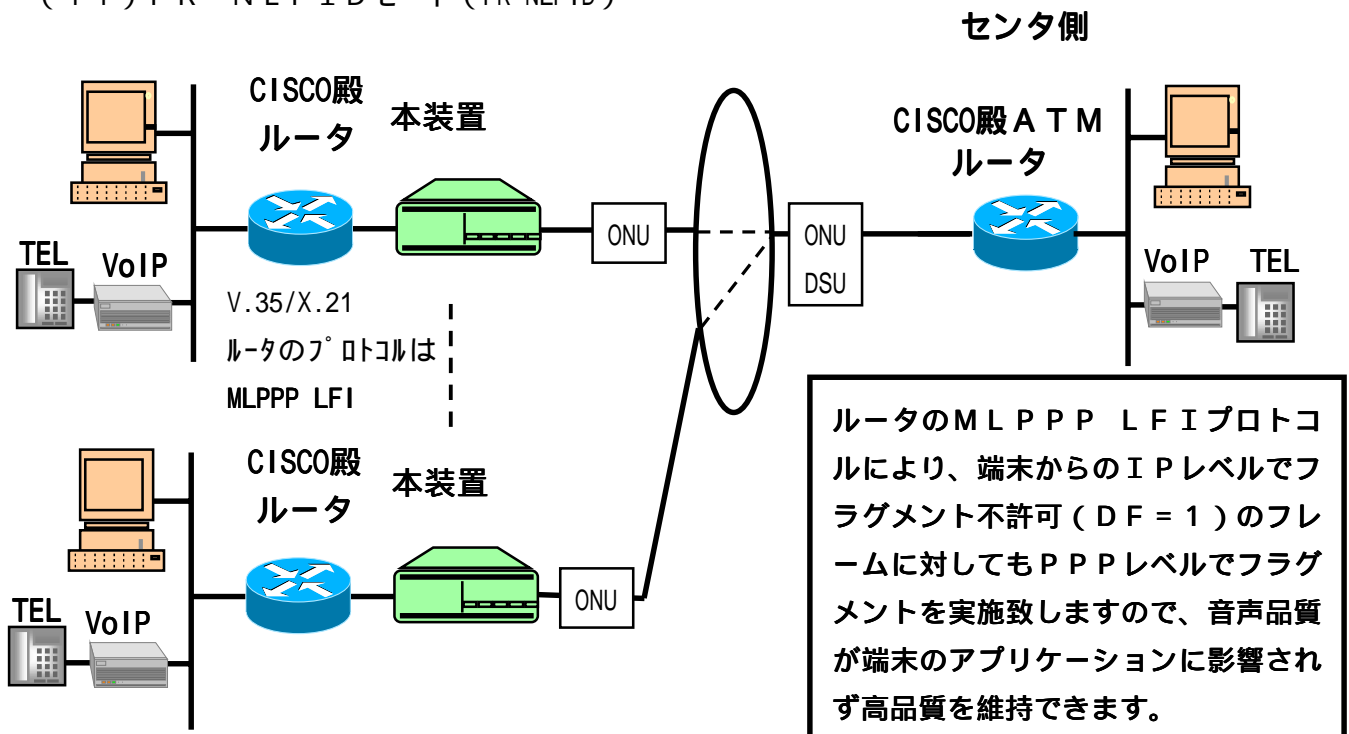 センタ側
CISCO殿
ルータ
本装置
CISCO殿ATM
ルータ
ONU
ONU
DSU
TEL
VoIP
VoIP
TEL
V.35/X.21
ルータのプロトコルは
MLPPP LFI
CISCO殿
ルータ
本装置
ONU
TEL
VoIP
ルータのMLPPP LFIプロトコ
ルにより、端末からのIPレベルでフ
ラグメント不許可(DF=1)のフレ
ームに対してもPPPレベルでフラグ
メントを実施致しますので、音声品質
が端末のアプリケーションに影響され
ず高品質を維持できます。